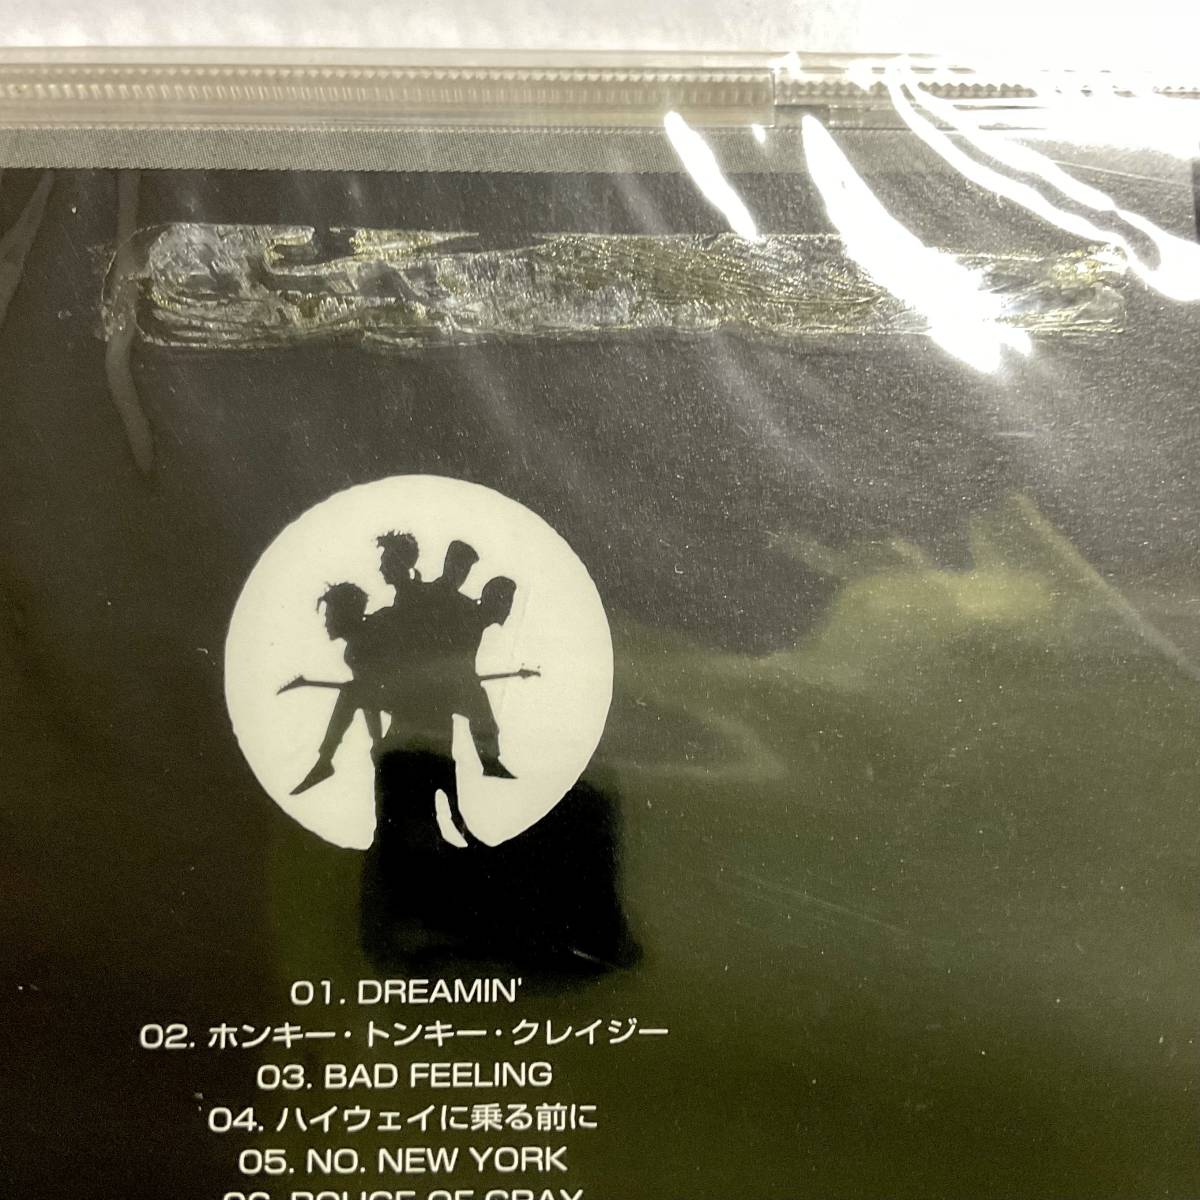 01. DREAMIN'
02. ホンキー・トンキー・クレイジー
03. BAD FEELING
04. ハイウェイに乗る前に
05. NO. NEW YORK